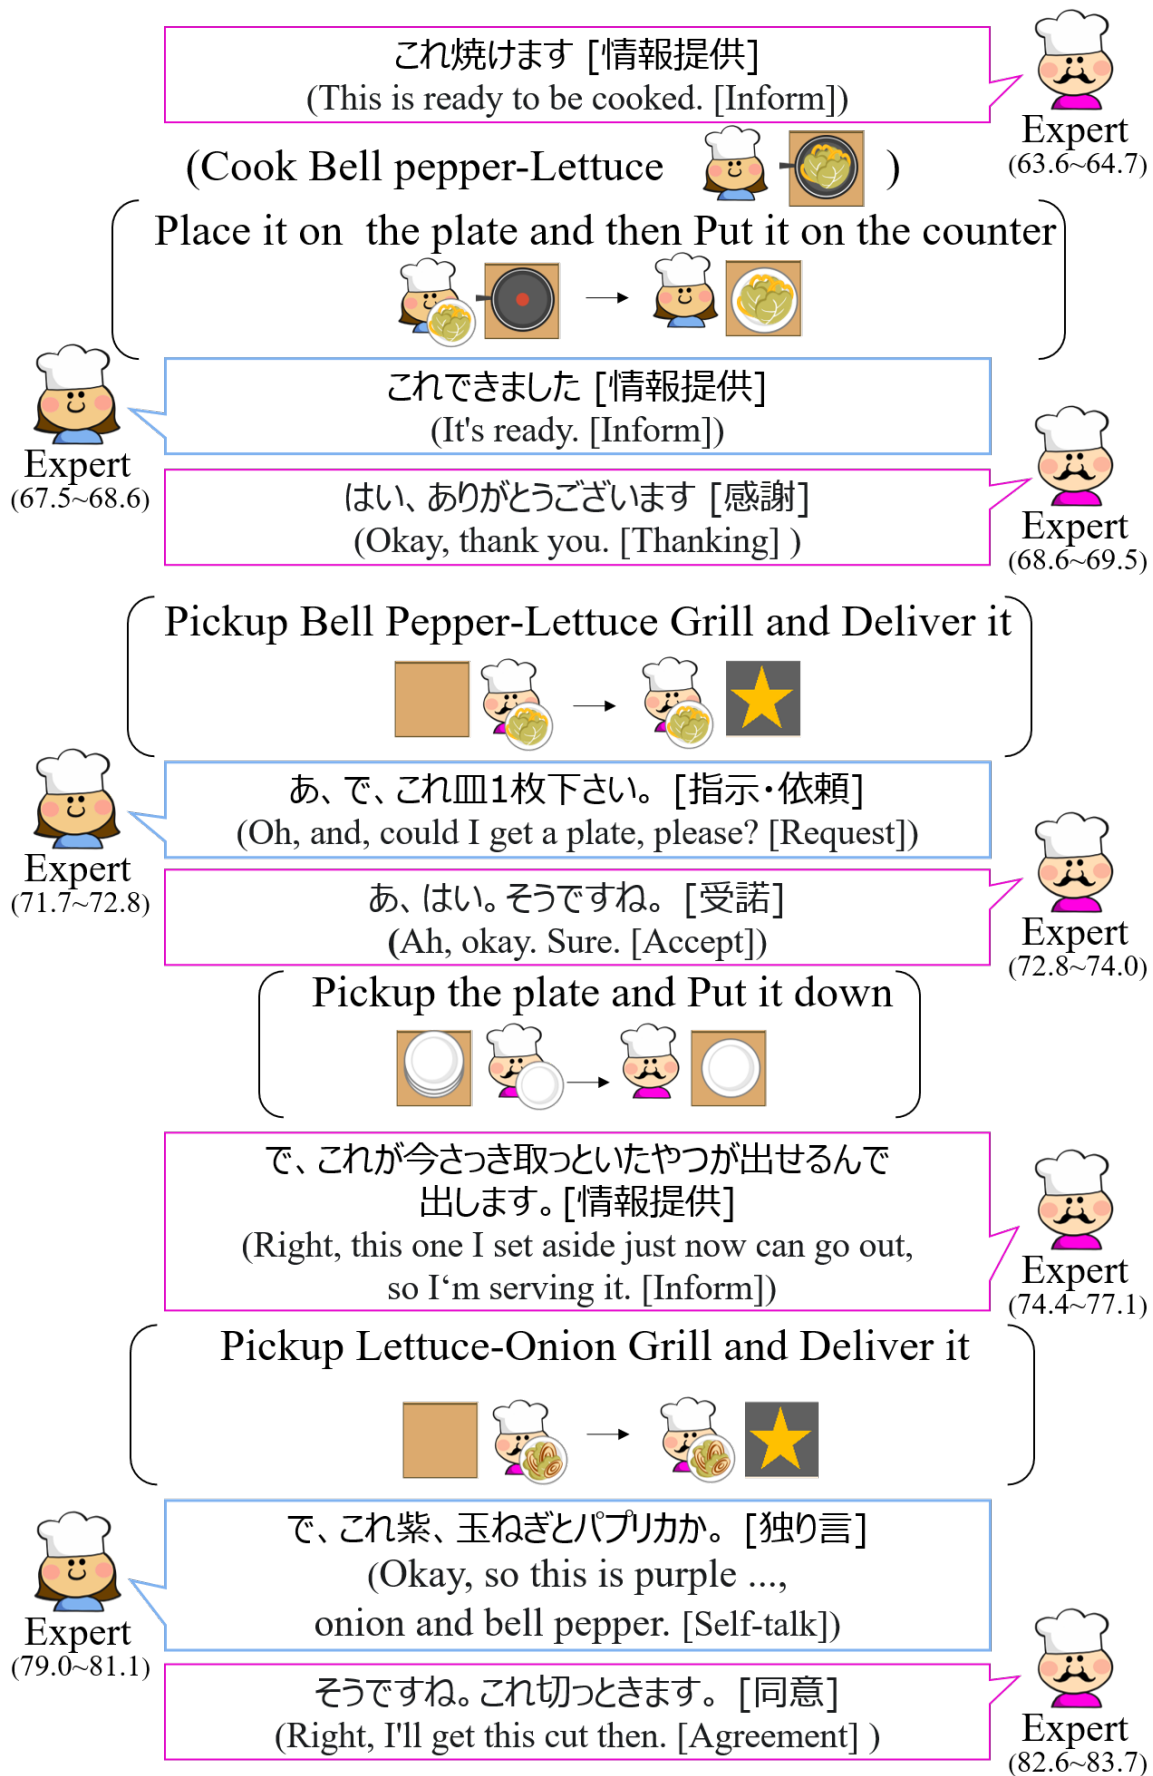 これ焼けます [情報提供]
(This is ready to be cooked. [Inform])
Expert
(63.6~64.7)
(Cook Bell pepper-Lettuce )
Place it on the plate and then Put it on the counter
これできました [情報提供]
(It's ready. [Inform])
Expert
(67.5~68.6)
はい、ありがとうございます [感謝]
(Okay, thank you. [Thanking] )
Expert
(68.6~69.5)
Pickup Bell Pepper-Lettuce Grill and Deliver it
あ、で、これ皿1枚下さい。 [指示・依頼]
(Oh, and, could I get a plate, please? [Request])
Expert
(71.7~72.8)
あ、はい。そうですね。 [受諾]
(Ah, okay. Sure. [Accept])
Expert
(72.8~74.0)
Pickup the plate and Put it down
で、これが今さっき取っといたやつが出せるんで
出します。[情報提供]
(Right, this one I set aside just now can go out,
so I‘m serving it. [Inform])
Expert
(74.4~77.1)
Pickup Lettuce-Onion Grill and Deliver it
で、これ紫、玉ねぎとパプリカか。 [独り言]
(Okay, so this is purple ...,
onion and bell pepper. [Self-talk])
Expert
(79.0~81.1)
そうですね。これ切っときます。 [同意]
(Right, I'll get this cut then. [Agreement] )
Expert
(82.6~83.7)